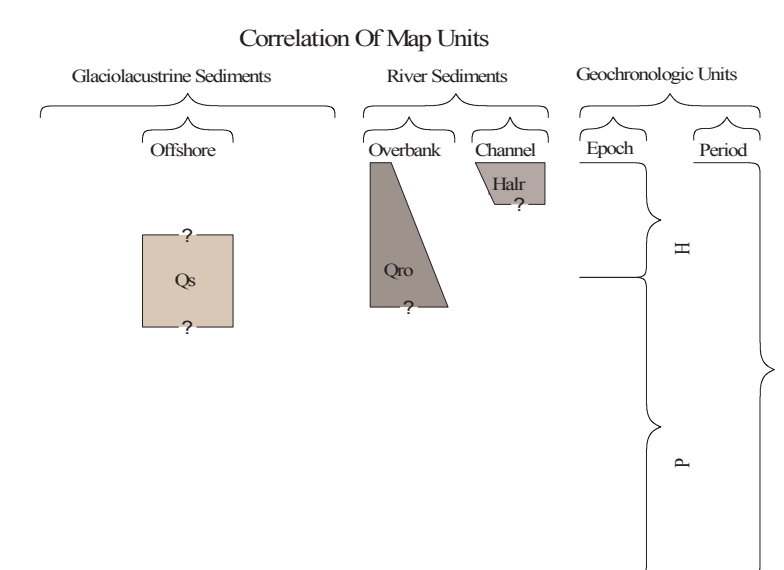 Correlation Of Map Units
Glaciolacustrine Sediments River Sediments Geochronologic Units
Offshore Overbank Channel Epoch Period
Halr
?
?
H
Qro
Qs
?
?
P